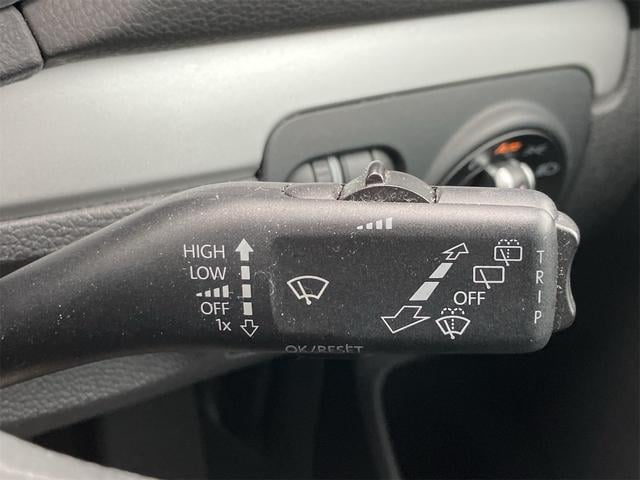 HIGH
LOW
OFF
1x
OFF
TRIP
OK/RESET